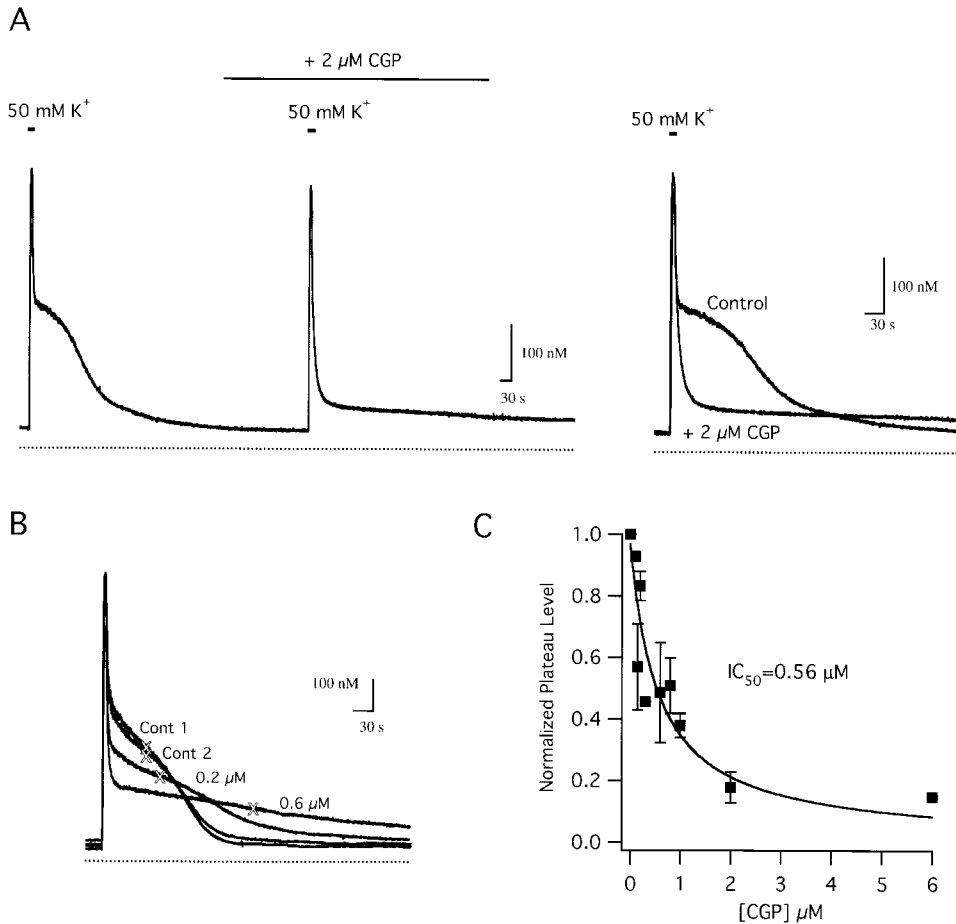 A
+ 2 µM CGP
50 mM K+
50 mM K+
50 mM K+
100 nM
30 s
Control
100 nM
30 s
+ 2 µM CGP
B
C
Cont 1
Cont 2
0.2 µM
0.6 µM
100 nM
30 s
Normalized Plateau Level
1.0
0.8
0.6
0.4
0.2
0.0
IC50=0.56 µM
0 1 2 3 4 5 6
[CGP] µM